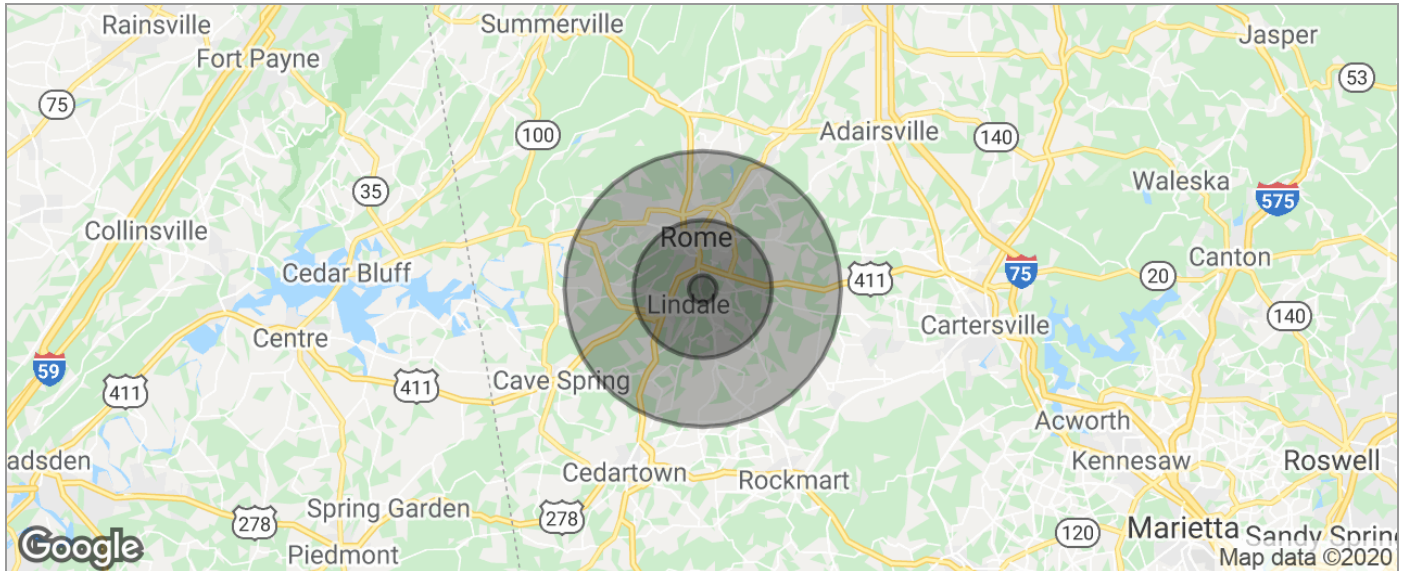 Rainsville
Summerville
Jasper
Fort Payne
53
75
100
Adairsville
140
35
Waleska
575
Collinsville
Rome
Canton
Cedar Bluff
411
75
20
Lindale
Centre
Cartersville
140
59
411
411
Cave Spring
Acworth
adsden
Cedartown
Rockmart
Kennesaw
Roswell
278
Spring Garden
278
120
Marietta
Sandy Spring
Piedmont
Google
Map data ©2020